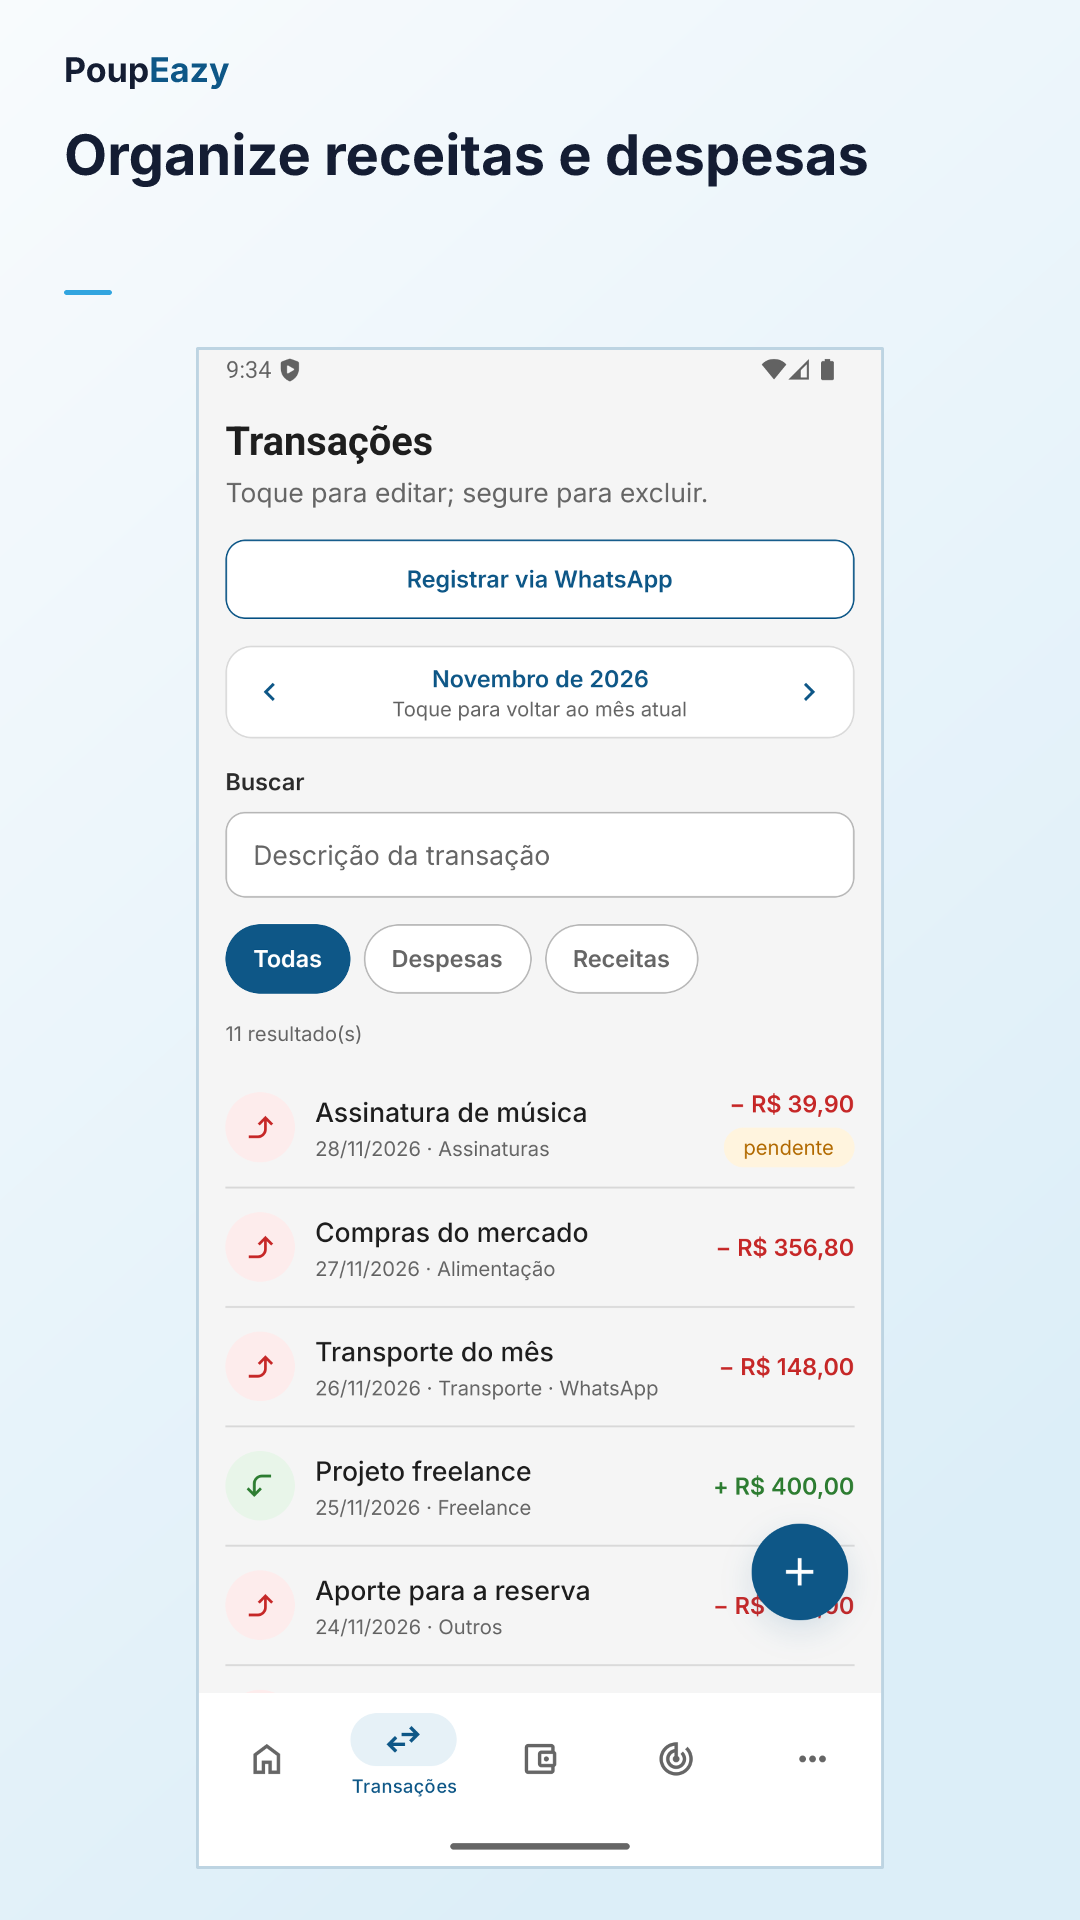 PoupEazy
Organize receitas e despesas
9:34
Transações
Toque para editar; segure para excluir.
Registrar via WhatsApp
Novembro de 2026
Toque para voltar ao mês atual
Buscar
Descrição da transação
Todas
Despesas
Receitas
11 resultado(s)
Assinatura de música
– R$ 39,90
28/11/2026 · Assinaturas
pendente
Compras do mercado
– R$ 356,80
27/11/2026 · Alimentação
Transporte do mês
– R$ 148,00
26/11/2026 · Transporte · WhatsApp
Projeto freelance
+ R$ 400,00
25/11/2026 · Freelance
Aporte para a reserva
– R$
24/11/2026 · Outros
Transações